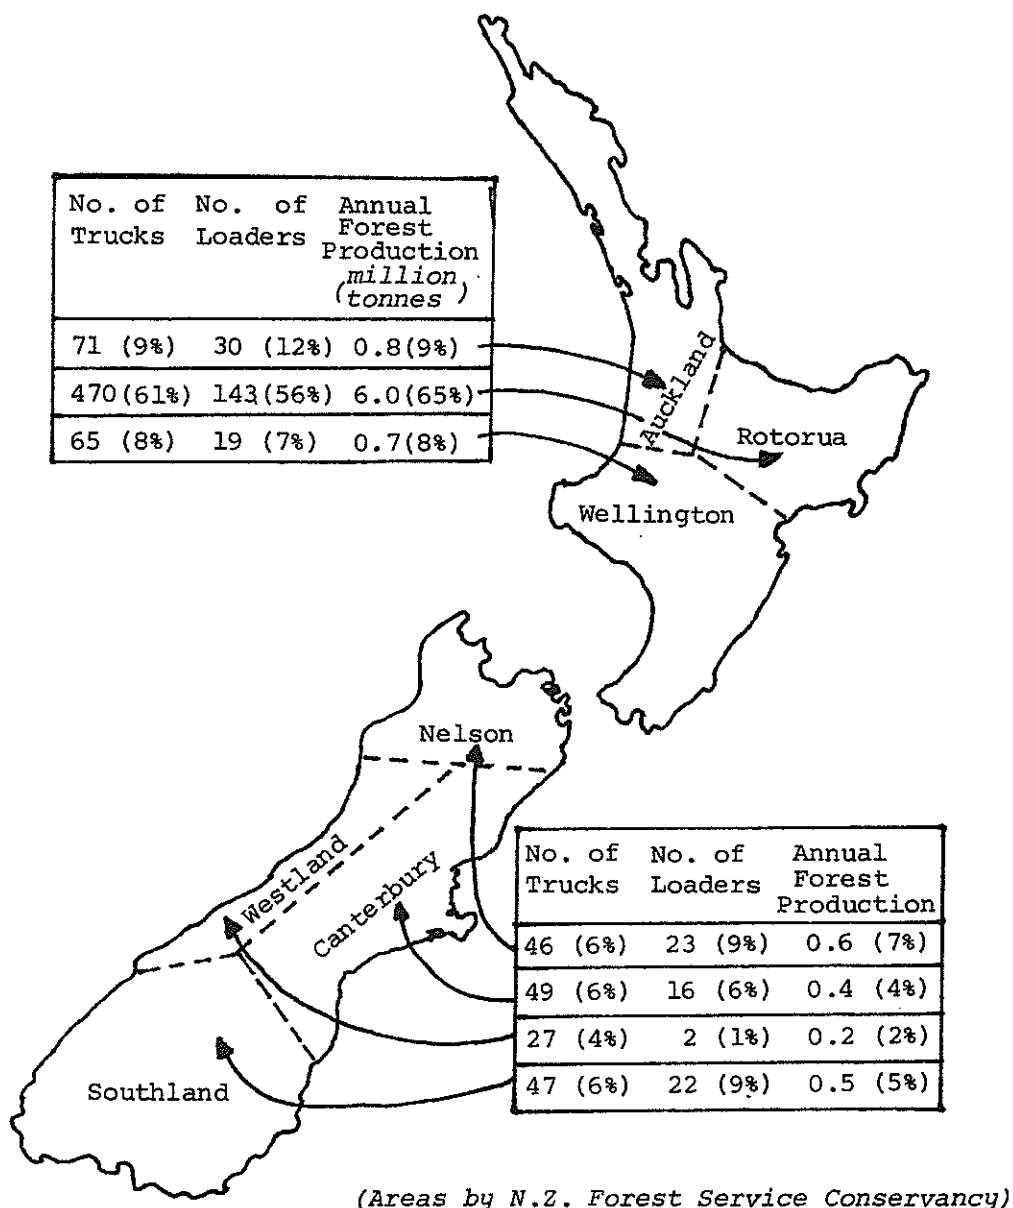 No. of No. of Annual
Trucks Loaders Forest
Production
million
(tonnes )
71 (9%) 30 (12%) 0.8(9%)
470(61%) 143(56%) 6.0(65%)
65 (8%) 19 (7%) 0.7(8%)
Auckland
Rotorua
Wellington
Nelson
Westland
Canterbury
Southland
No. of No. of Annual
Trucks Loaders Forest
Production
46 (6%) 23 (9%) 0.6 (7%)
49 (6%) 16 (6%) 0.4 (4%)
27 (4%) 2 (1%) 0.2 (2%)
47 (6%) 22 (9%) 0.5 (5%)
(Areas by N.Z. Forest Service Conservancy)